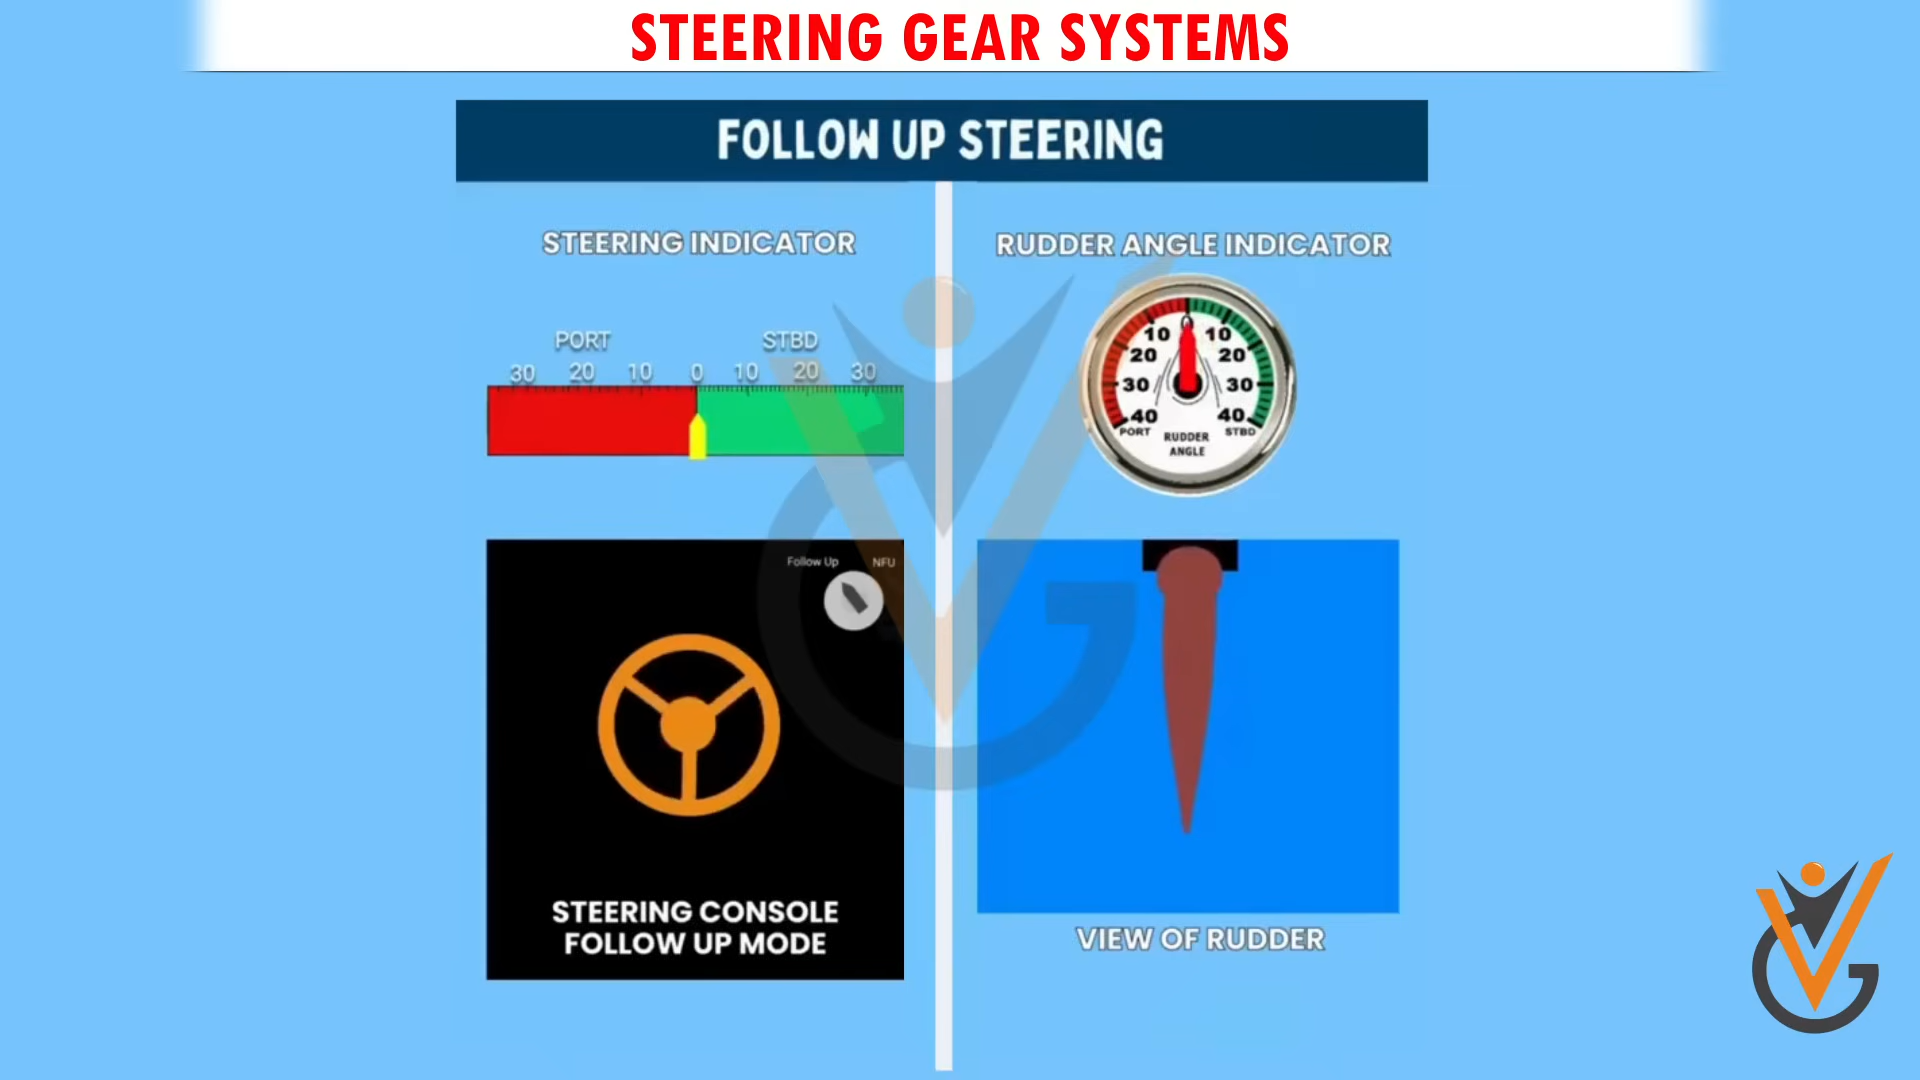 STEERING GEAR SYSTEMS
FOLLOW UP STEERING
STEERING INDICATOR
PORT STBD
30 20 10 0 10 20 30
Follow Up NFU
STEERING CONSOLE
FOLLOW UP MODE
RUDDER ANGLE INDICATOR
10 10
20 20
30 30
40 40
PORT STBD
RUDDER
ANGLE
VIEW OF RUDDER